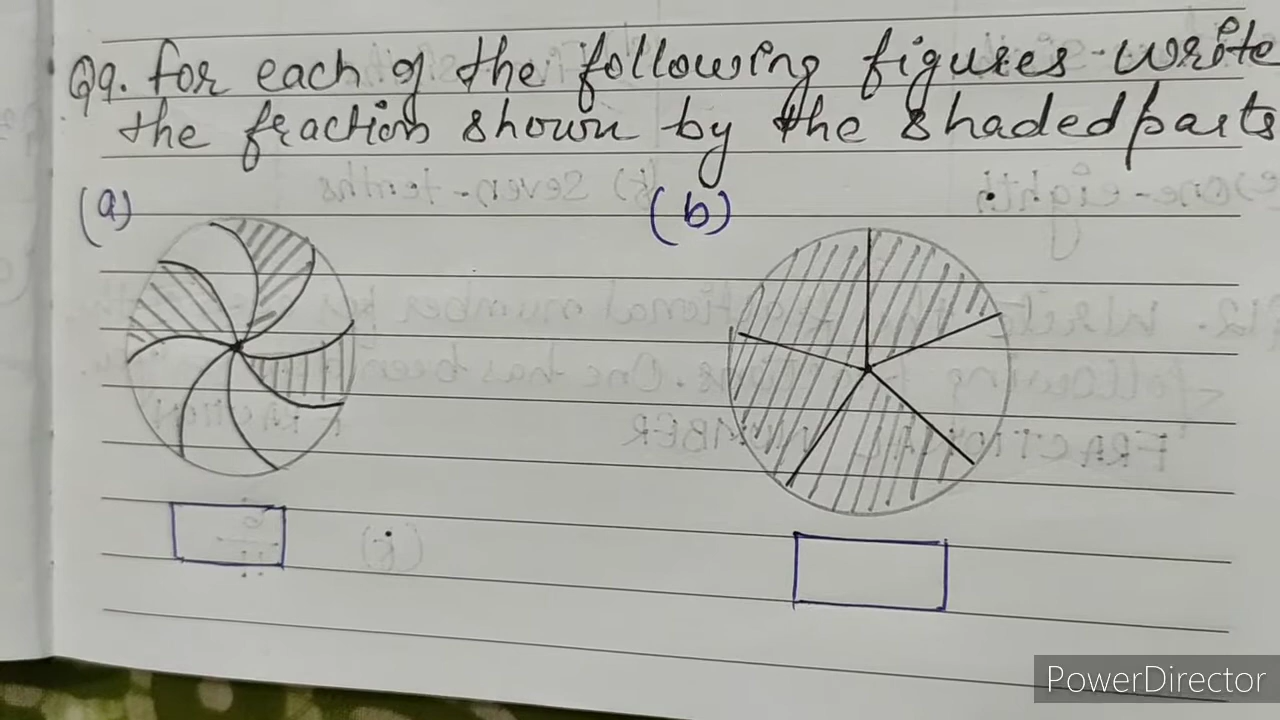 Q9. for each of the following figures write
the fraction shown by the shaded parts
(a)
(b)
PowerDirector